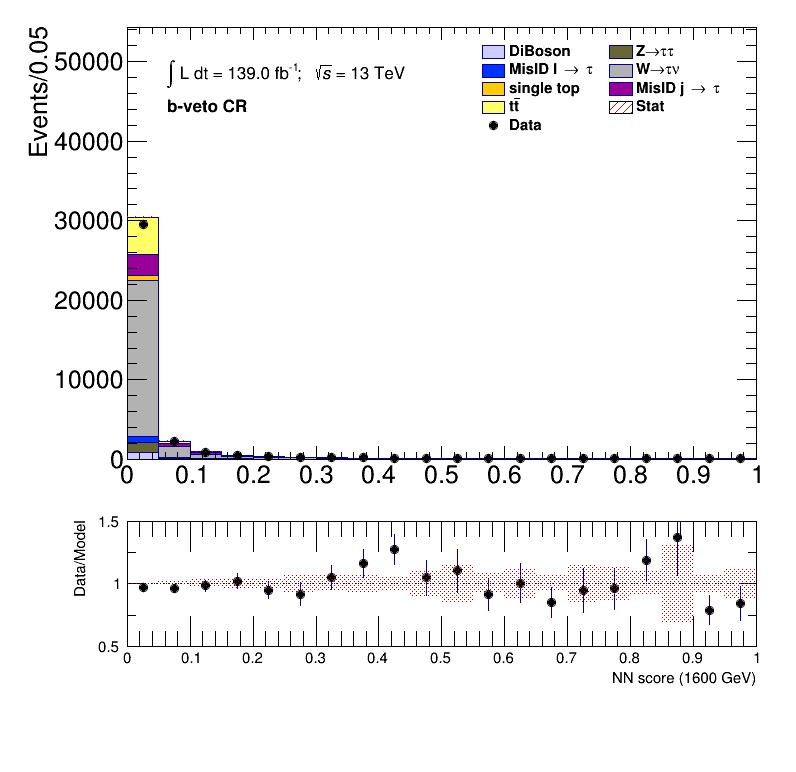 Events/0.05
50000
40000
30000
20000
10000
0
∫ L dt = 139.0 fb⁻¹; √s = 13 TeV
b-veto CR
DiBoson
Z→ττ
MisID l → τ
W→τν
single top
MisID j → τ
tt̄
Stat
Data
0 0.1 0.2 0.3 0.4 0.5 0.6 0.7 0.8 0.9 1
Data/Model
1.5
1
0.5
0 0.1 0.2 0.3 0.4 0.5 0.6 0.7 0.8 0.9 1
NN score (1600 GeV)